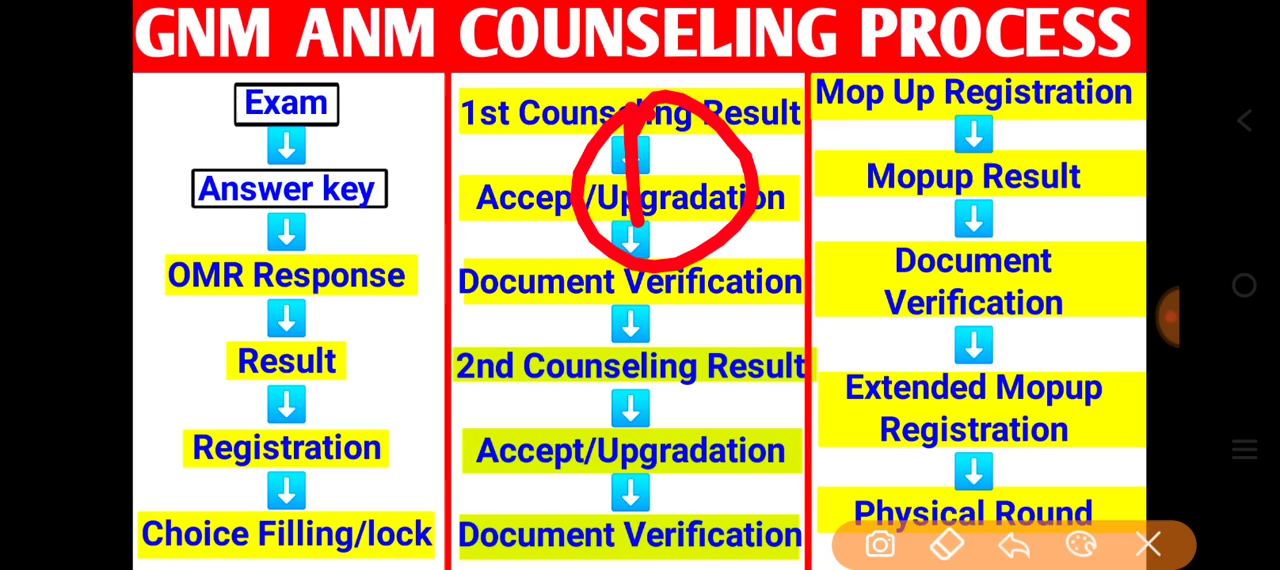 GNM ANM COUNSELING PROCESS
Exam
Answer key
OMR Response
Result
Registration
Choice Filling/lock
1st Counseling Result
Accept/Upgradation
Document Verification
2nd Counseling Result
Accept/Upgradation
Document Verification
Mop Up Registration
Mopup Result
Document
Verification
Extended Mopup
Registration
Physical Round